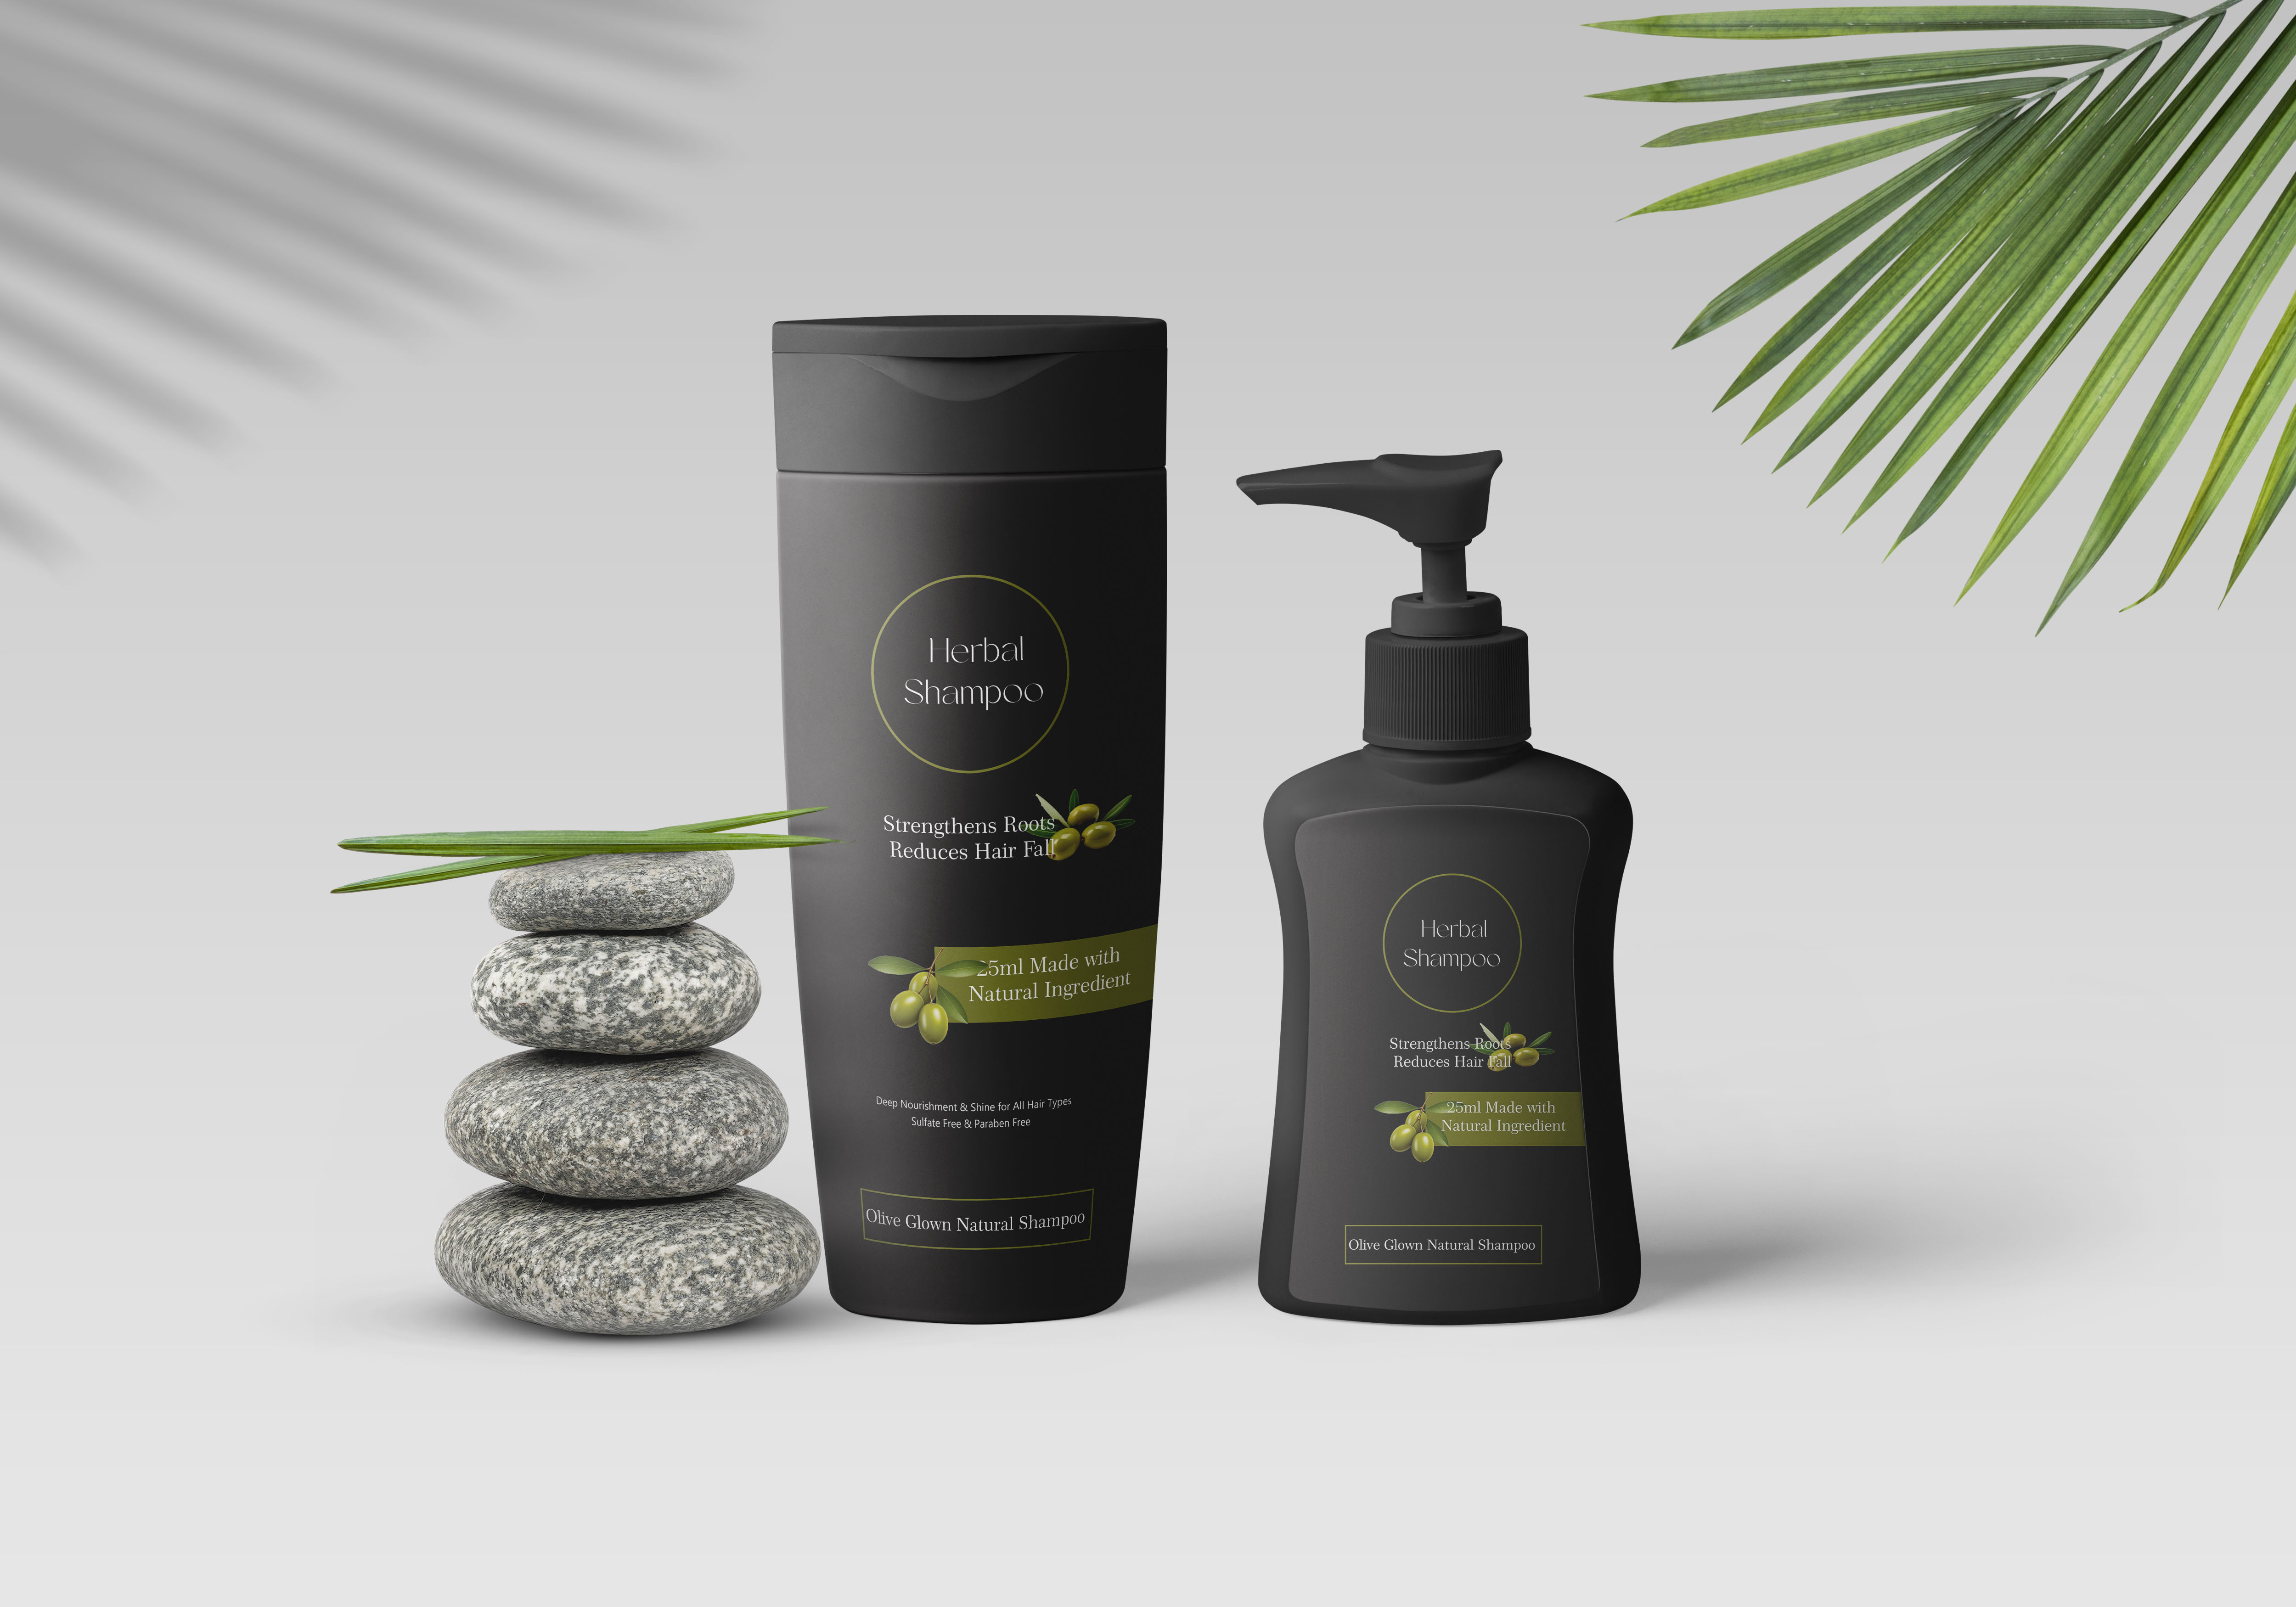 Herbal
Shampoo
Strengthens Roots
Reduces Hair Fall
25ml Made with
Natural Ingredient
Deep Nourishment & Shine for All Hair Types
Sulfate Free & Paraben Free
Olive Glown Natural Shampoo
Herbal
Shampoo
Strengthens Roots
Reduces Hair Fall
25ml Made with
Natural Ingredient
Olive Glown Natural Shampoo